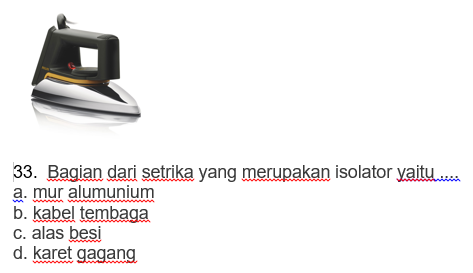 33. Bagian dari setrika yang merupakan isolator yaitu ....
a. mur alumunium
b. kabel tembaga
c. alas besi
d. karet gagang